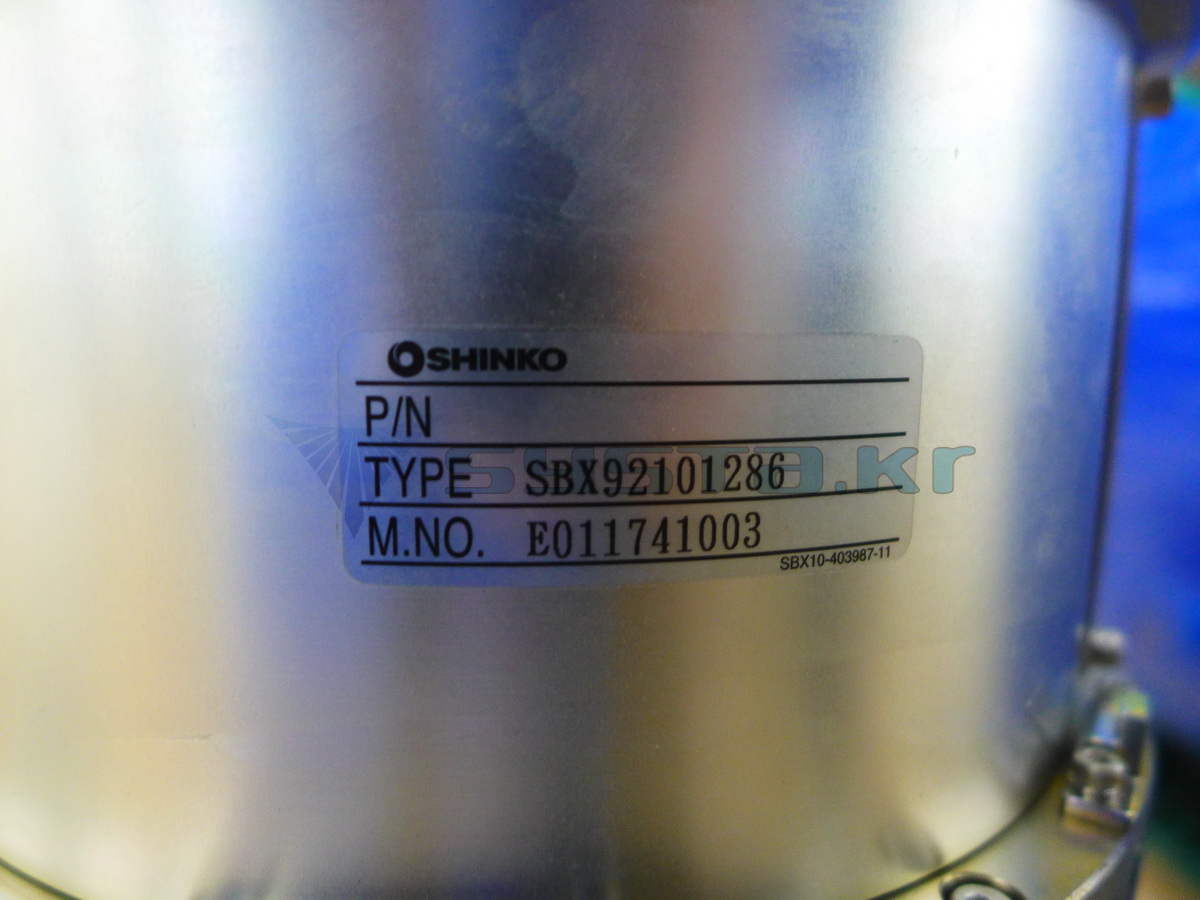 SHINKO
P/N
TYPE SBX92101286
M.NO. E011741003
SBX10-403987-11